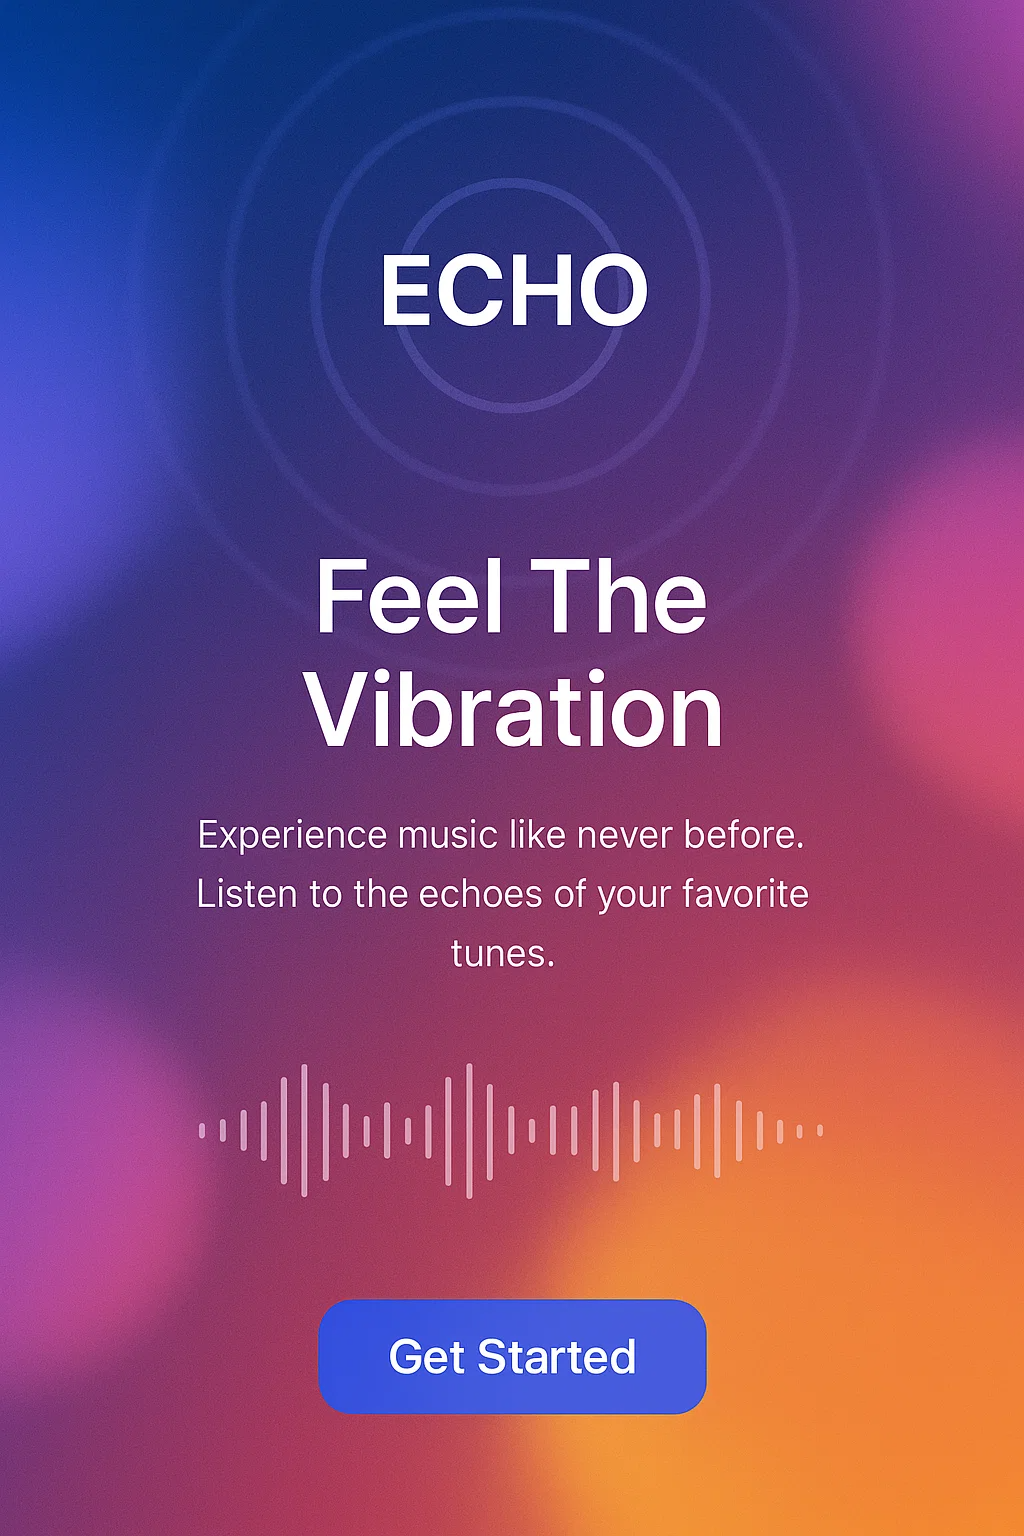 ECHO
Feel The
Vibration
Experience music like never before.
Listen to the echoes of your favorite
tunes.
Get Started